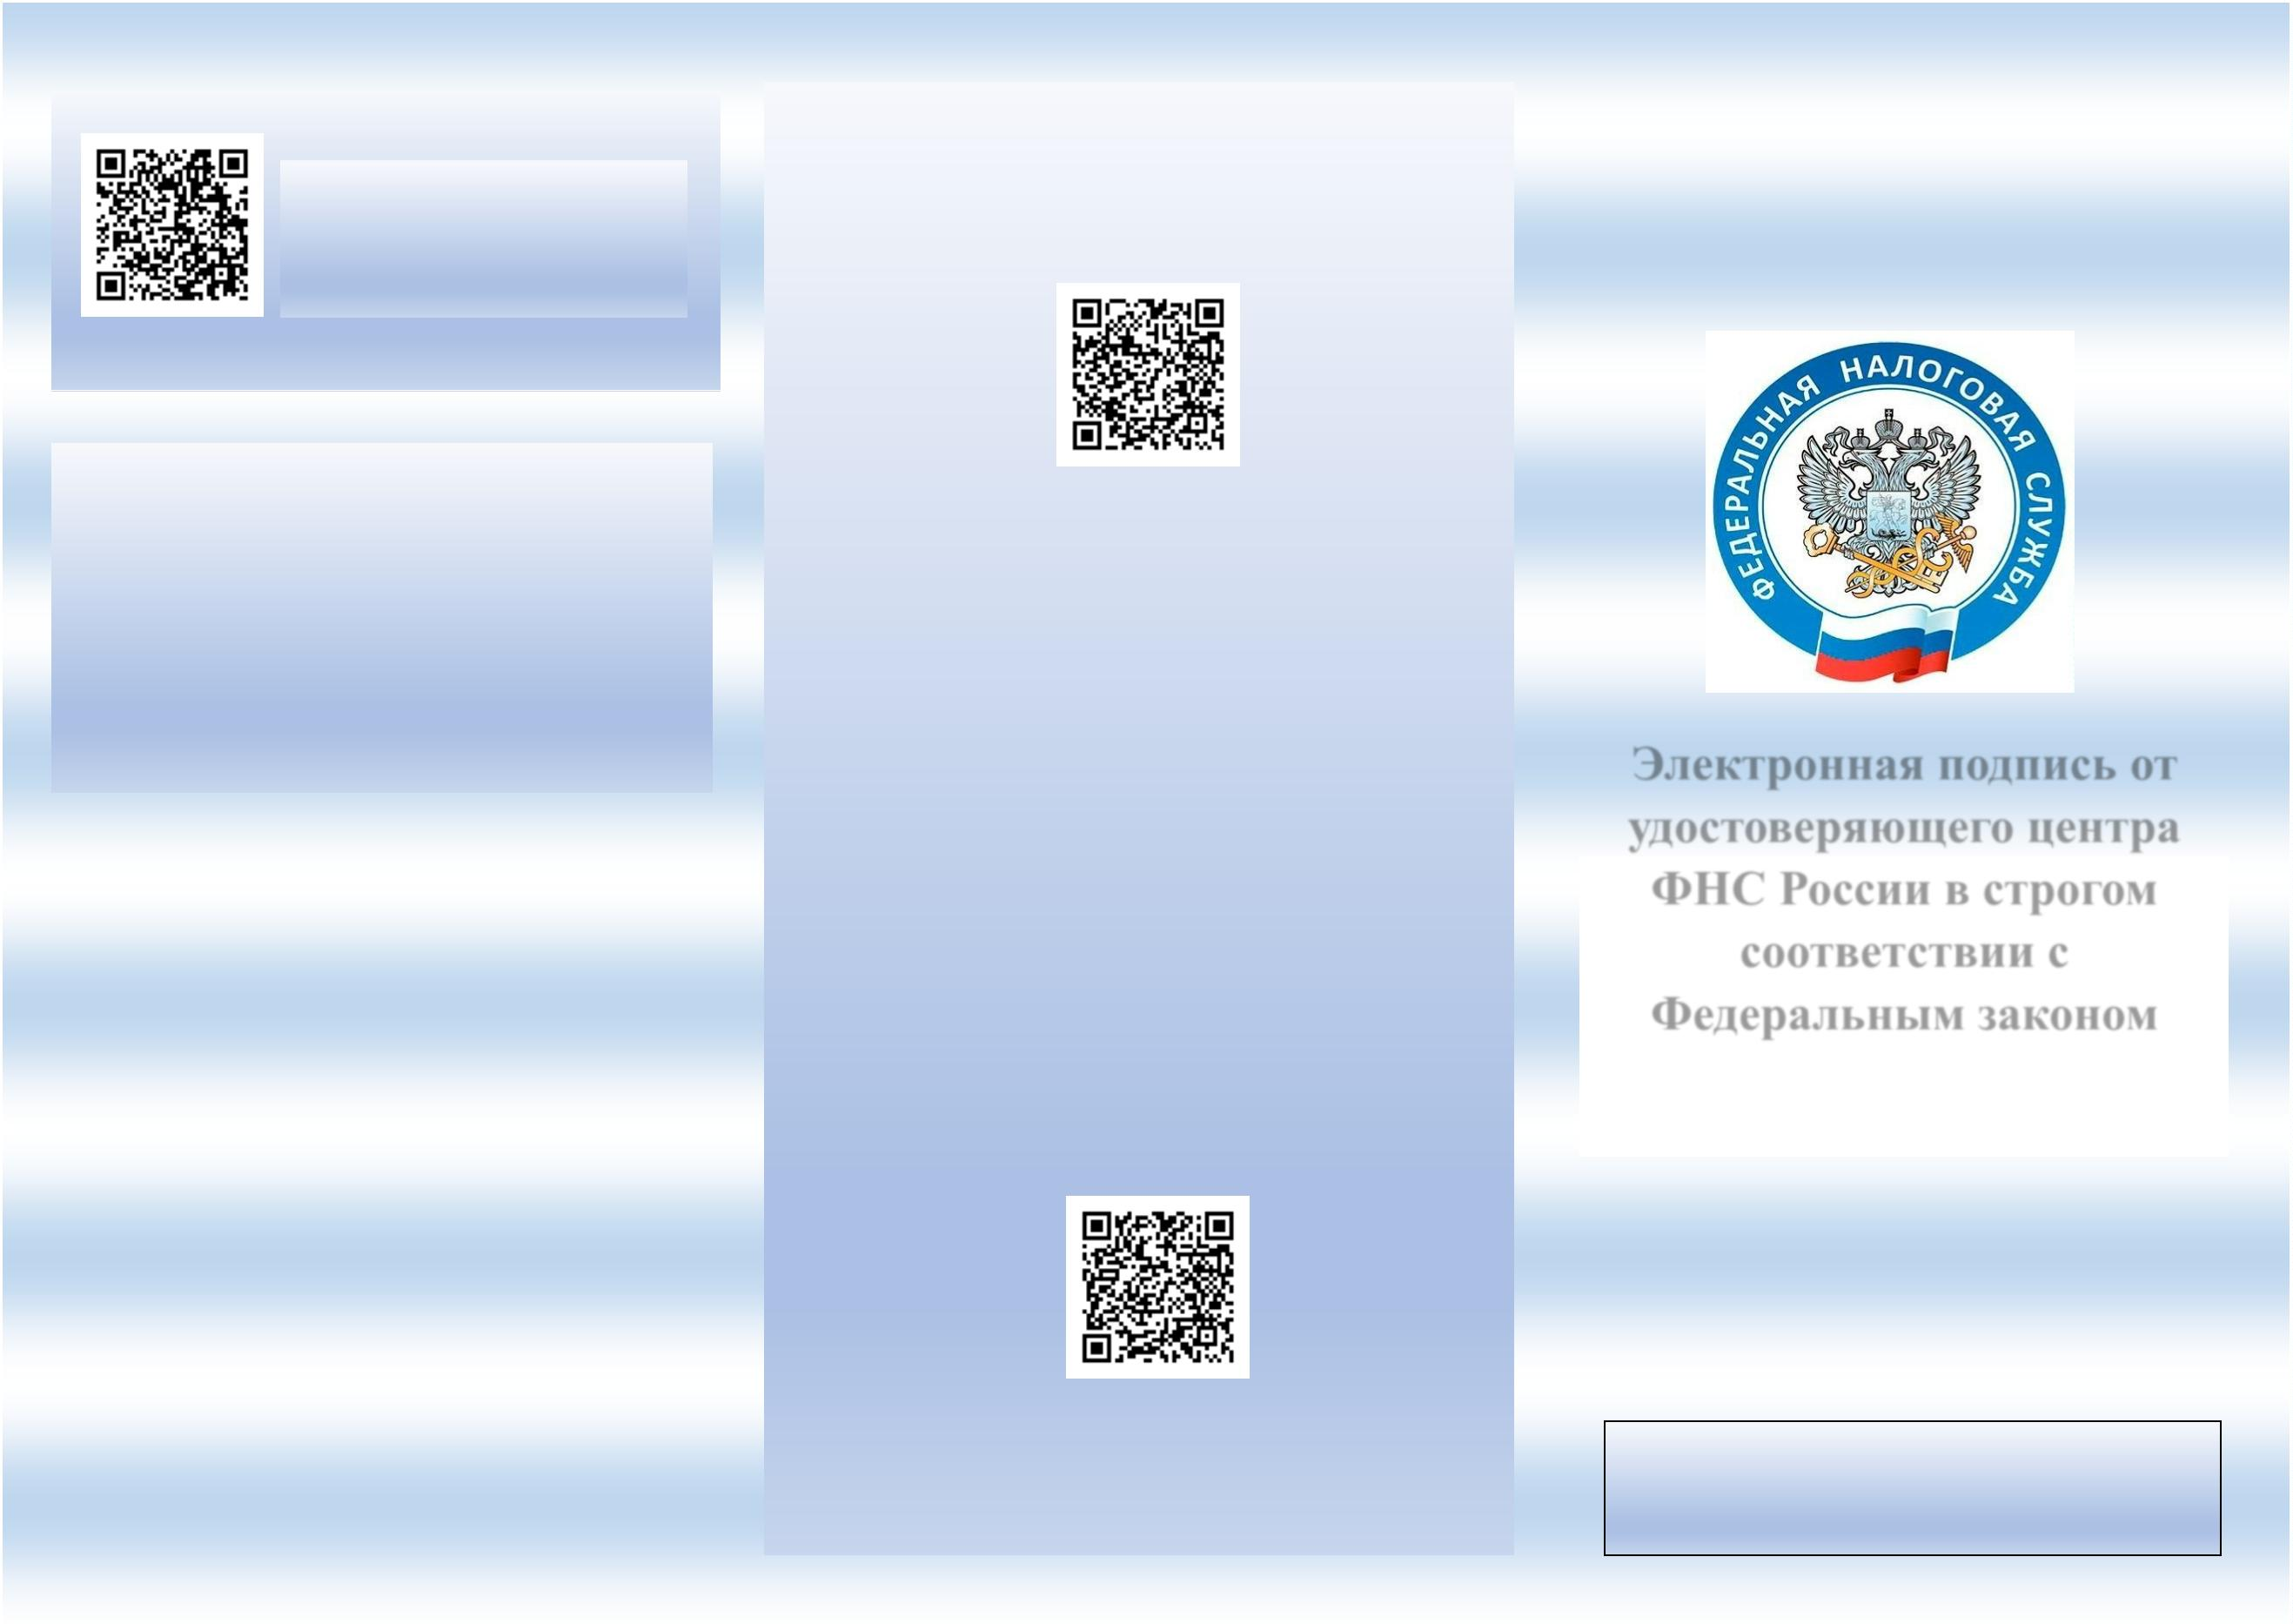 ФЕДЕРАЛЬНАЯ НАЛОГОВАЯ СЛУЖБА
Электронная подпись от
удостоверяющего центра
ФНС России в строгом
соответствии с
Федеральным законом